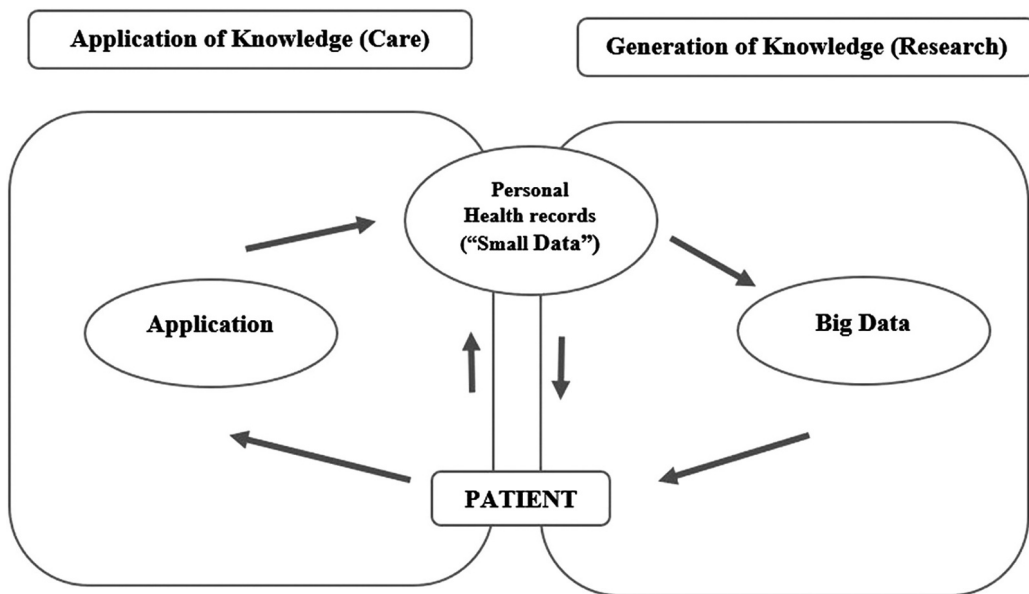 Application of Knowledge (Care)
Generation of Knowledge (Research)
Personal
Health records
(“Small Data”)
Application
Big Data
PATIENT